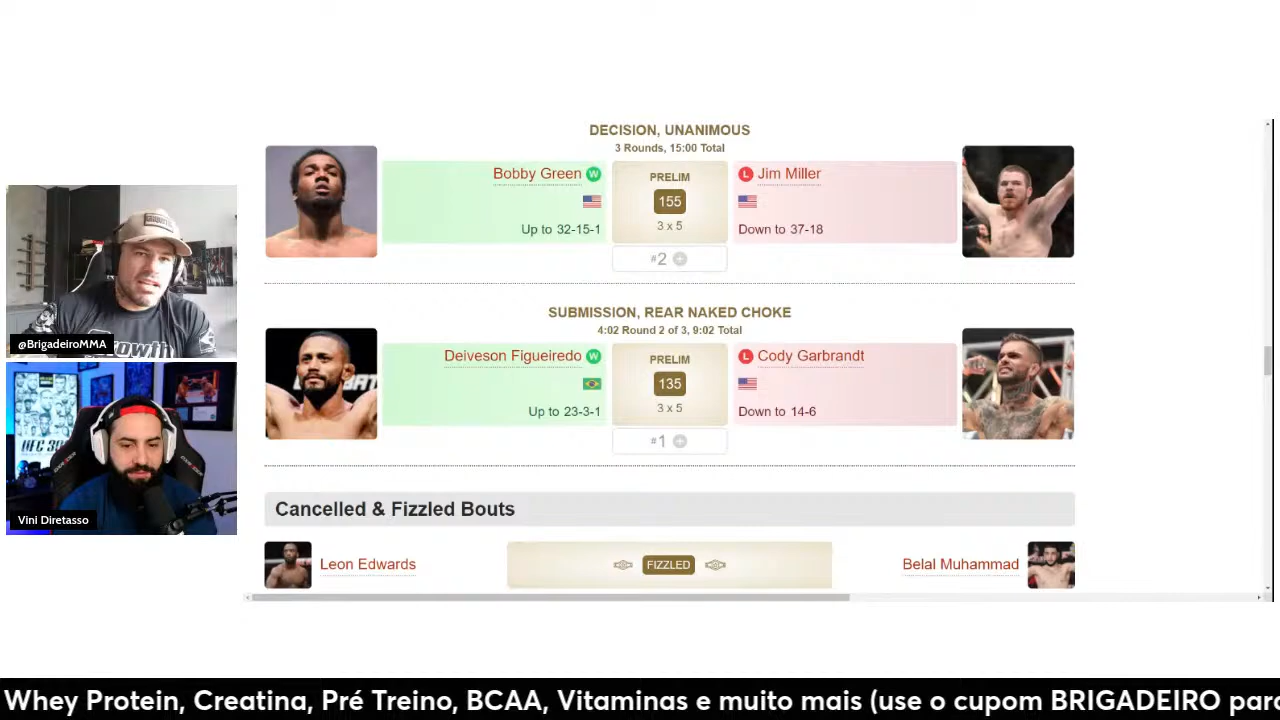 DECISION, UNANIMOUS
3 Rounds, 15:00 Total
Bobby Green W
PRELIM
L Jim Miller
155
Up to 32-15-1
3 x 5
Down to 37-18
#2
SUBMISSION, REAR NAKED CHOKE
4:02 Round 2 of 3, 9:02 Total
Deiveson Figueiredo W
PRELIM
L Cody Garbrandt
135
Up to 23-3-1
3 x 5
Down to 14-6
#1
Cancelled & Fizzled Bouts
Leon Edwards
FIZZLED
Belal Muhammad
@BrigadeiroMMA
Vini Diretasso
Whey Protein, Creatina, Pré Treino, BCAA, Vitaminas e muito mais (use o cupom BRIGADEIRO para